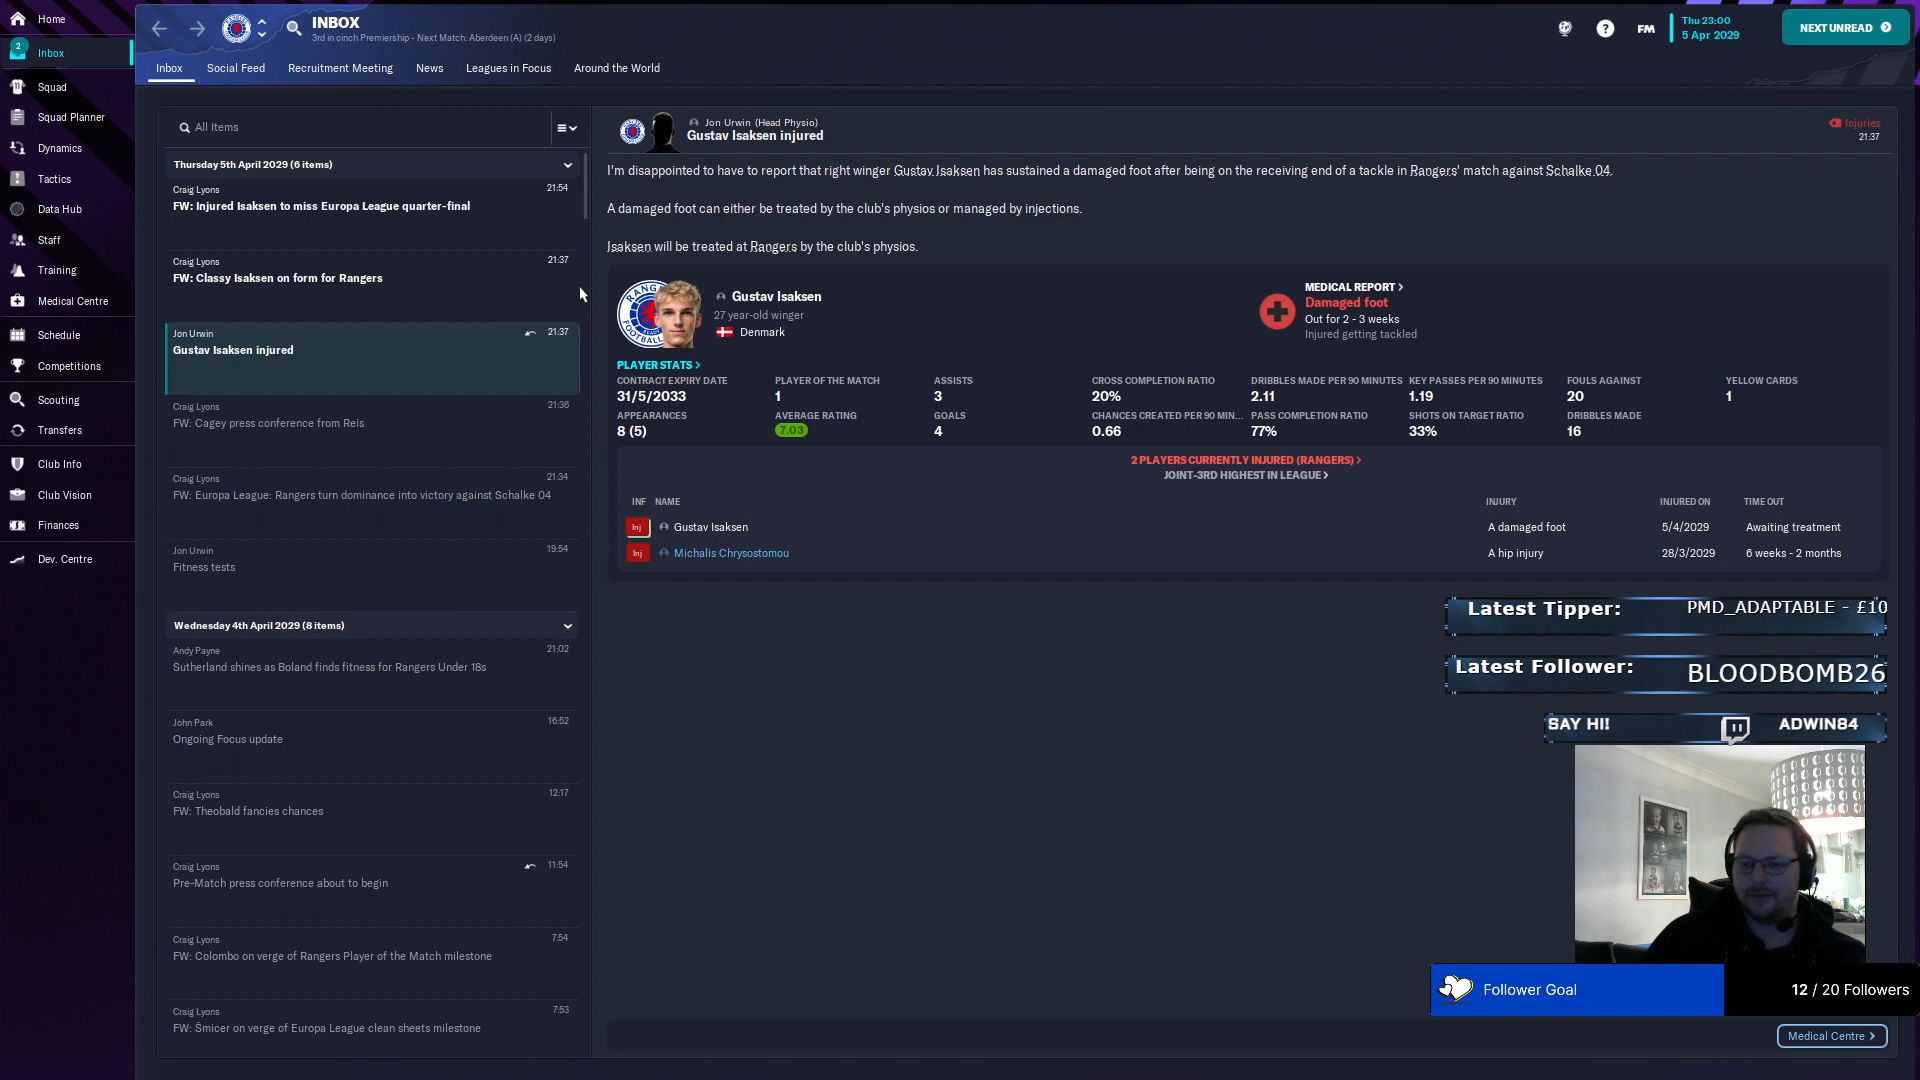 Home
2
Inbox
Squad
Squad Planner
Dynamics
Tactics
Data Hub
Staff
Training
Medical Centre
Schedule
Competitions
Scouting
Transfers
Club Info
Club Vision
Finances
Dev. Centre
INBOX
3rd in cinch Premiership - Next Match: Aberdeen (A) (2 days)
FM
Thu 23:00
5 Apr 2029
NEXT UNREAD
Inbox Social Feed Recruitment Meeting News Leagues in Focus Around the World
All Items
Thursday 5th April 2029 (6 items)
Craig Lyons 21:54
FW: Injured Isaksen to miss Europa League quarter-final
Craig Lyons 21:37
FW: Classy Isaksen on form for Rangers
Jon Urwin 21:37
Gustav Isaksen injured
Craig Lyons 21:36
FW: Cagey press conference from Reis
Craig Lyons 21:34
FW: Europa League: Rangers turn dominance into victory against Schalke 04
Jon Urwin 19:54
Fitness tests
Wednesday 4th April 2029 (8 items)
Andy Payne 21:02
Sutherland shines as Boland finds fitness for Rangers Under 18s
John Park 16:52
Ongoing Focus update
Craig Lyons 12:17
FW: Theobald fancies chances
Craig Lyons 11:54
Pre-Match press conference about to begin
Craig Lyons 7:54
FW: Colombo on verge of Rangers Player of the Match milestone
Craig Lyons 7:53
FW: Šmicer on verge of Europa League clean sheets milestone
Jon Urwin (Head Physio)
Gustav Isaksen injured
Injuries
21:37
I'm disappointed to have to report that right winger Gustav Isaksen has sustained a damaged foot after being on the receiving end of a tackle in Rangers' match against Schalke 04.
A damaged foot can either be treated by the club's physios or managed by injections.
Isaksen will be treated at Rangers by the club's physios.
Gustav Isaksen
27 year-old winger
Denmark
MEDICAL REPORT >
Damaged foot
Out for 2 - 3 weeks
Injured getting tackled
PLAYER STATS >
CONTRACT EXPIRY DATE PLAYER OF THE MATCH ASSISTS CROSS COMPLETION RATIO DRIBBLES MADE PER 90 MINUTES KEY PASSES PER 90 MINUTES FOULS AGAINST YELLOW CARDS
31/5/2033 1 3 20% 2.11 1.19 20 1
APPEARANCES AVERAGE RATING GOALS CHANCES CREATED PER 90 MIN... PASS COMPLETION RATIO SHOTS ON TARGET RATIO DRIBBLES MADE
8 (5) 7.03 4 0.66 77% 33% 16
2 PLAYERS CURRENTLY INJURED (RANGERS) >
JOINT-3RD HIGHEST IN LEAGUE >
INF NAME INJURY INJURED ON TIME OUT
Inj Gustav Isaksen A damaged foot 5/4/2029 Awaiting treatment
Inj Michalis Chrysostomou A hip injury 28/3/2029 6 weeks - 2 months
Latest Tipper: PMD_ADAPTABLE - £10
Latest Follower: BLOODBOMB26
SAY HI! ADWIN84
Follower Goal 12 / 20 Followers
Medical Centre >